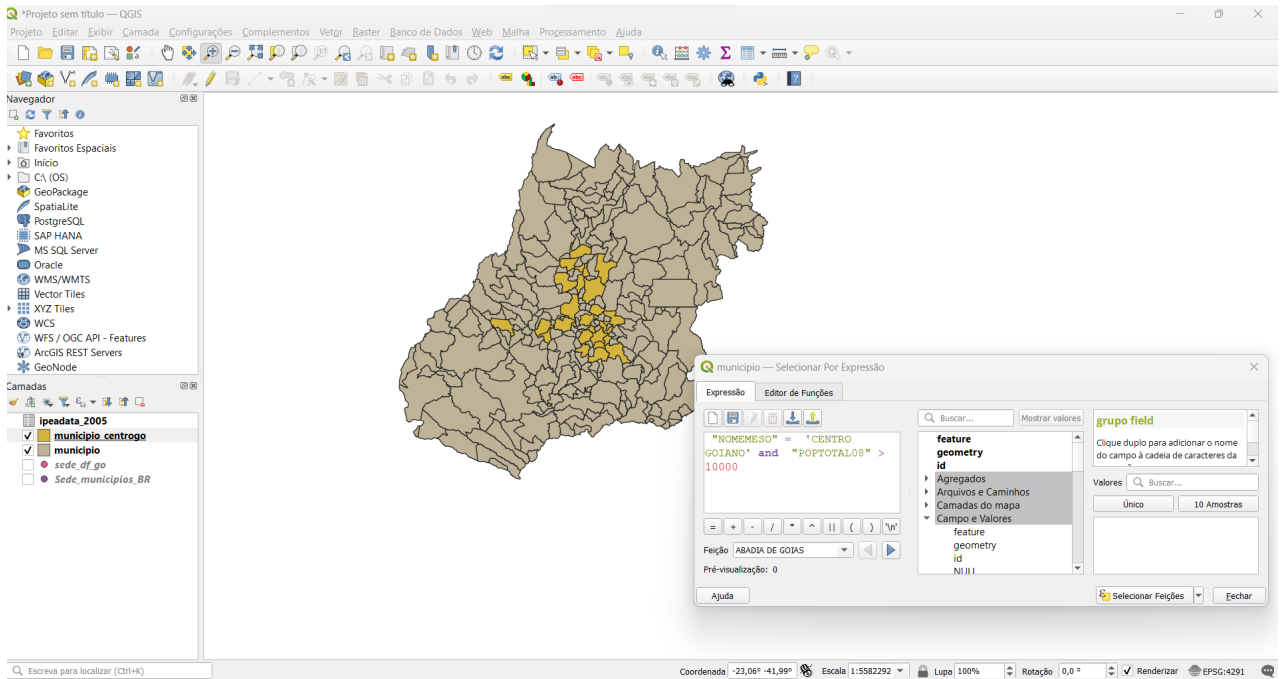 *Projeto sem título — QGIS
Projeto Editar Exibir Camada Configurações Complementos Vetor Raster Banco de Dados Web Malha Processamento Ajuda
Navegador
Favoritos
Favoritos Espaciais
Início
C:\ (OS)
GeoPackage
SpatiaLite
PostgreSQL
SAP HANA
MS SQL Server
Oracle
WMS/WMTS
Vector Tiles
XYZ Tiles
WCS
WFS / OGC API - Features
ArcGIS REST Servers
GeoNode
Camadas
ipeadata_2005
municipio_centrogo
municipio
sede_df_go
Sede_municipios_BR
municipio — Selecionar Por Expressão
Expressão Editor de Funções
"NOMEMESO" = 'CENTRO
GOIANO' and "POPTOTAL08" >
10000
= + - / * ^ || ( ) '\n'
Feição ABADIA DE GOIAS
Pré-visualização: 0
Ajuda
Buscar... Mostrar valores
feature
geometry
id
Agregados
Arquivos e Caminhos
Camadas do mapa
Campo e Valores
feature
geometry
id
NULL
grupo field
Clique duplo para adicionar o nome
do campo à cadeia de caracteres da
Valores Buscar...
Único 10 Amostras
Selecionar Feições Fechar
Escreva para localizar (Ctrl+K) Coordenada -23,06° -41,99° Escala 1:5582292 Lupa 100% Rotação 0,0 ° Renderizar EPSG:4291